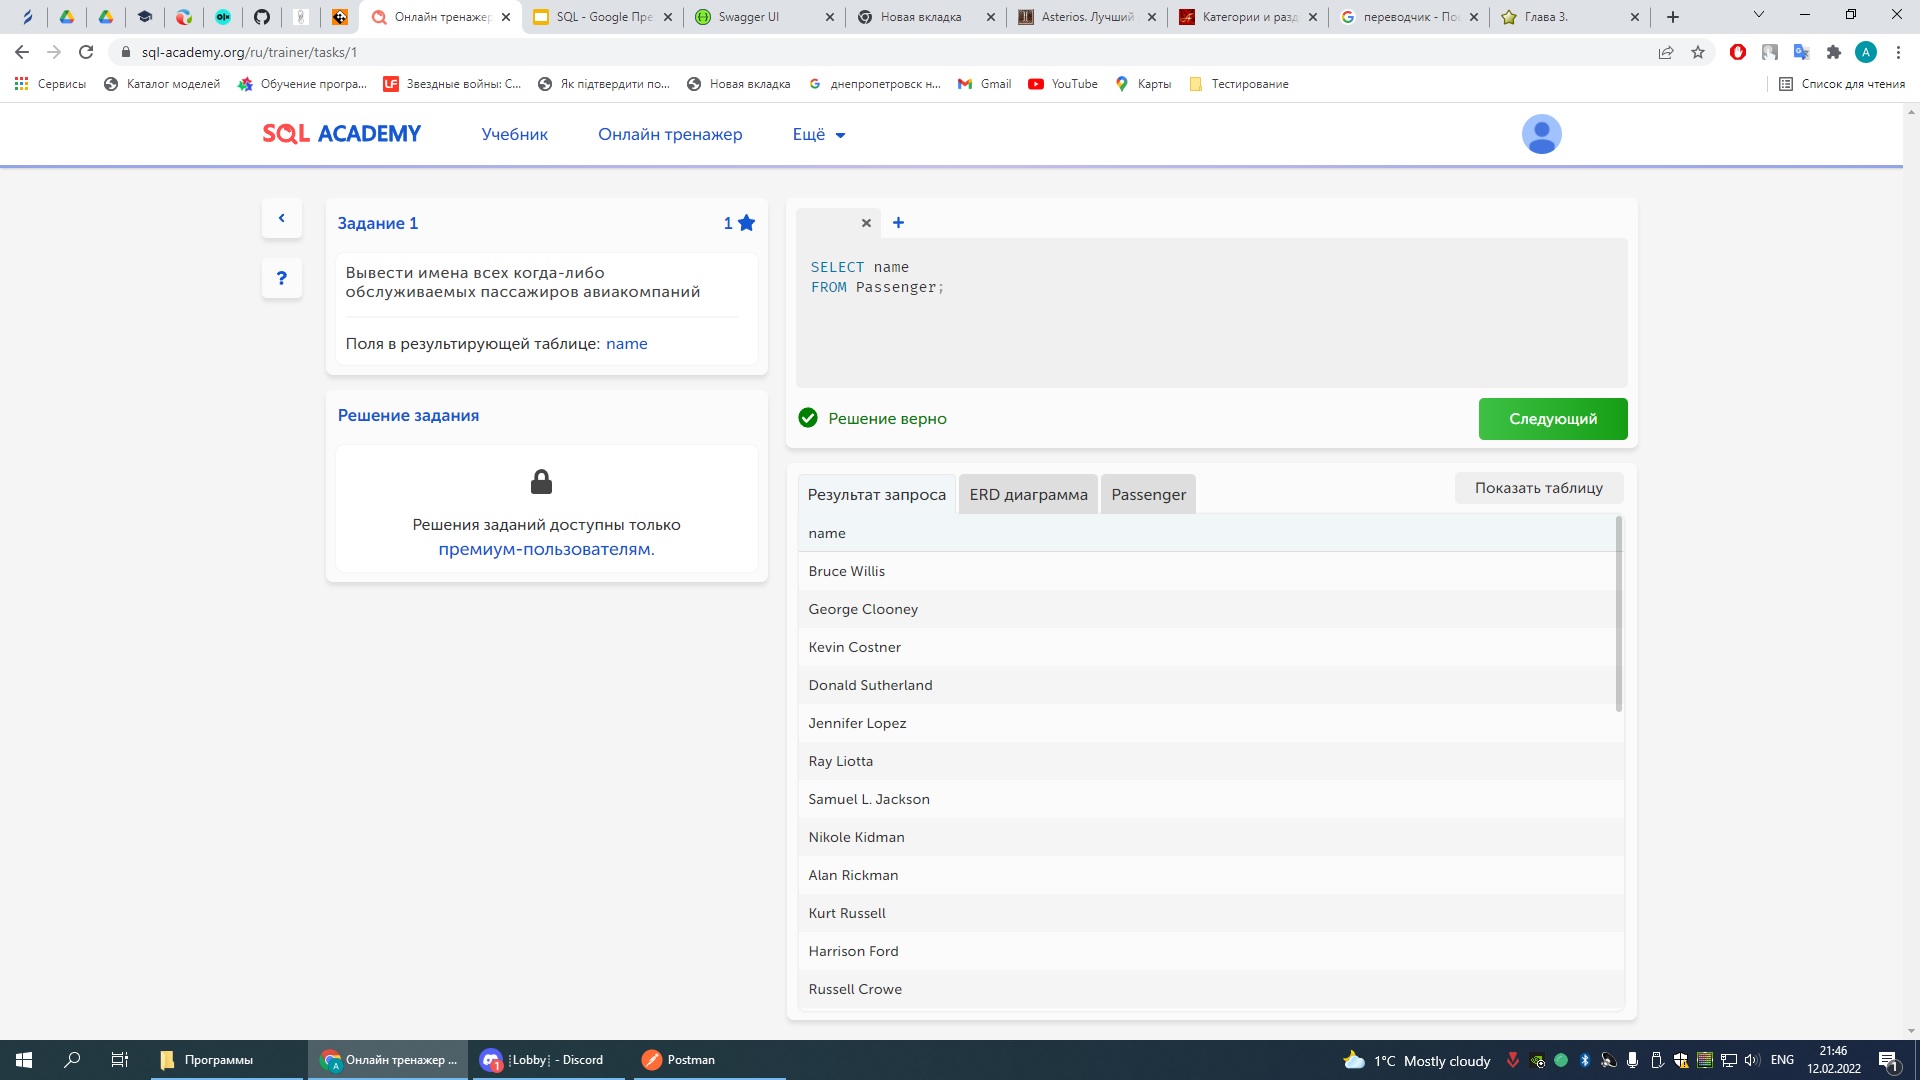 Онлайн тренажер
SQL - Google Пре
Swagger UI
Новая вкладка
Asterios. Лучший
Категории и разд
переводчик - По
Глава 3.
sql-academy.org/ru/trainer/tasks/1
A
Сервисы
Каталог моделей
Обучение програ...
Звездные войны: С...
Як підтвердити по...
Новая вкладка
днепропетровск н...
Gmail
YouTube
Карты
Тестирование
Список для чтения
SQL ACADEMY
Учебник
Онлайн тренажер
Ещё
Задание 1
1
Вывести имена всех когда-либо
обслуживаемых пассажиров авиакомпаний
Поля в результирующей таблице: name
?
Решение задания
Решения заданий доступны только
премиум-пользователям.
SELECT name
FROM Passenger;
Решение верно
Следующий
Результат запроса
ERD диаграмма
Passenger
Показать таблицу
name
Bruce Willis
George Clooney
Kevin Costner
Donald Sutherland
Jennifer Lopez
Ray Liotta
Samuel L. Jackson
Nikole Kidman
Alan Rickman
Kurt Russell
Harrison Ford
Russell Crowe
Программы
Онлайн тренажер ...
┊Lobby┊ - Discord
Postman
1°C Mostly cloudy
ENG
21:46
12.02.2022
1